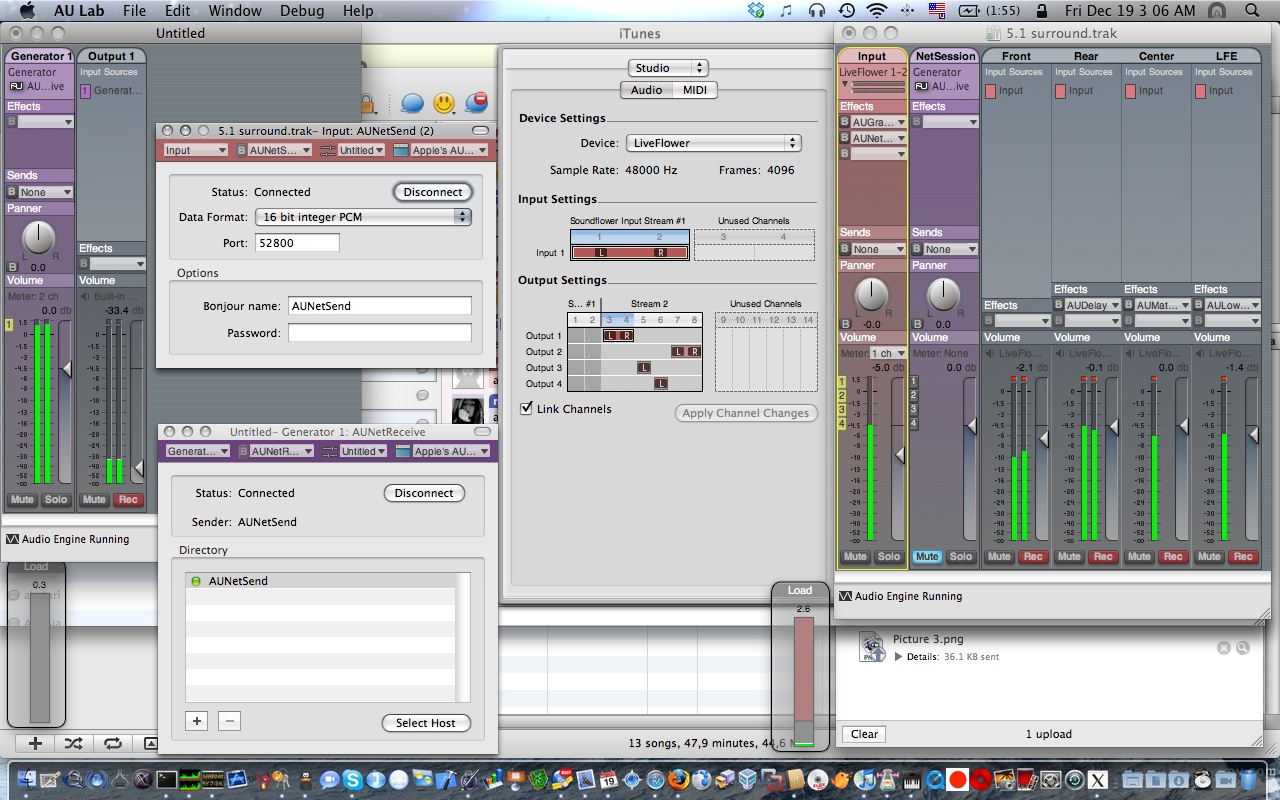 AU Lab File Edit Window Debug Help
(1:55) Fri Dec 19 3 06 AM
Untitled
Generator 1 Output 1
Generator
AU...ive
Input Sources
1 Generat...
Effects
B
Sends
B None
Panner
L R
B 0.0
Effects
B
Volume
Meter: 2 ch
0.0 db
Volume
Built-in ...
-33.4 db
1
Mute Solo Mute Rec
Audio Engine Running
Load
0.3
5.1 surround.trak– Input: AUNetSend (2)
Input B AUNetS... Untitled Apple's AU...
Status: Connected Disconnect
Data Format: 16 bit integer PCM
Port: 52800
Options
Bonjour name: AUNetSend
Password:
Untitled– Generator 1: AUNetReceive
Generat... B AUNetR... Untitled Apple's AU...
Status: Connected Disconnect
Sender: AUNetSend
Directory
AUNetSend
+ − Select Host
iTunes
Studio
Audio MIDI
Device Settings
Device: LiveFlower
Sample Rate: 48000 Hz Frames: 4096
Input Settings
Soundflower Input Stream #1 Unused Channels
1 2 3 4
Input 1 L R
Output Settings
S... #1 Stream 2 Unused Channels
1 2 3 4 5 6 7 8 9 10 11 12 13 14
Output 1 L R
Output 2 L R
Output 3 L
Output 4 L
Link Channels Apply Channel Changes
Load
2.6
13 songs, 47,9 minutes, 44,6 M
5.1 surround.trak
Input NetSession Front Rear Center LFE
LiveFlower 1-2
Generator
AU...ive
Input Sources Input Sources Input Sources Input Sources
Input Input Input Input
Effects Effects
B AUGra... B
B AUNet...
B
Sends Sends
B None B None
Panner Panner
L R L R
B -0.0 B 0.0
Effects Effects Effects Effects
B B AUDelay B AUMat... B AULow...
B B B
Volume Volume Volume Volume Volume Volume
Meter: 1 ch Meter: None LiveFlo... LiveFlo... LiveFlo... LiveFlo...
-5.0 db 0.0 db -2.1 db -0.1 db 0.0 db -1.4 db
1 2 3 4 1 2 3 4
Mute Solo Mute Solo Mute Rec Mute Rec Mute Rec Mute Rec
Audio Engine Running
Picture 3.png
Details: 36.1 KB sent
Clear 1 upload